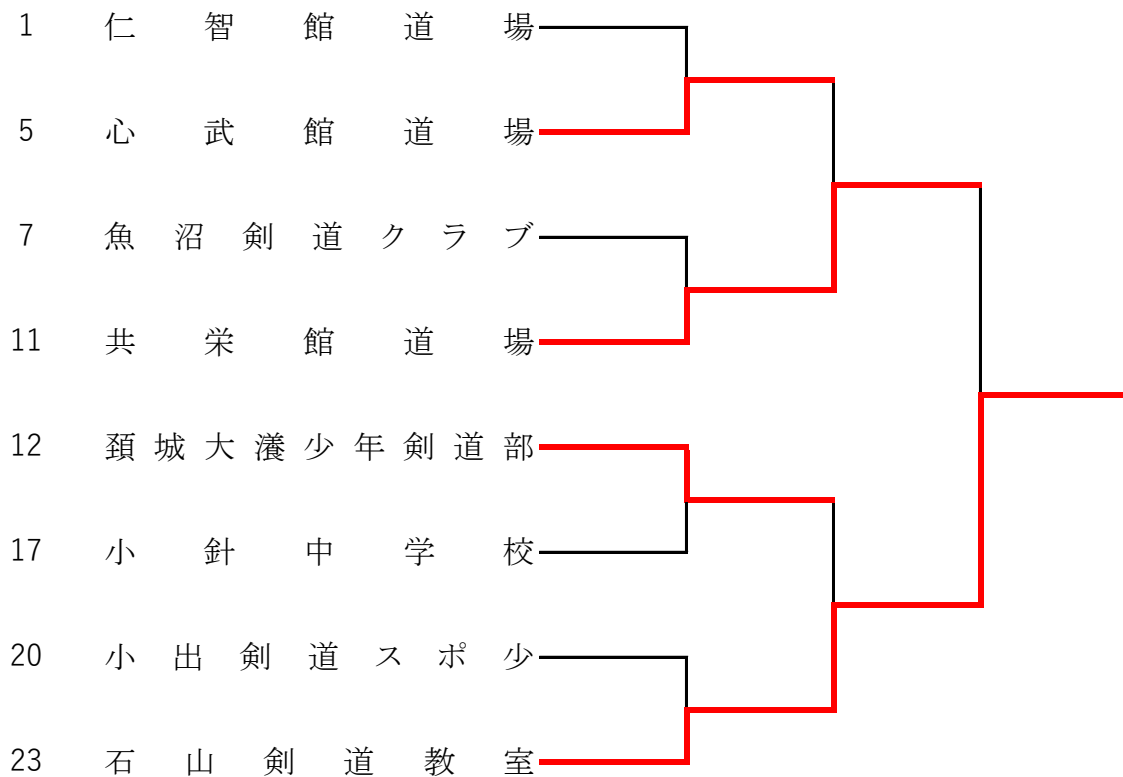 1 仁智館道場
5 心武館道場
7 魚沼剣道クラブ
11 共栄館道場
12 頚城大瀁少年剣道部
17 小針中学校
20 小出剣道スポ少
23 石山剣道教室